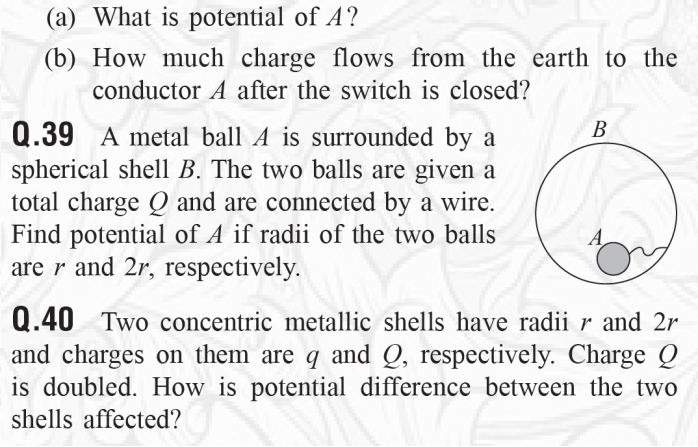 (a) What is potential of A?
(b) How much charge flows from the earth to the
conductor A after the switch is closed?
Q.39 A metal ball A is surrounded by a
spherical shell B. The two balls are given a
total charge Q and are connected by a wire.
Find potential of A if radii of the two balls
are r and 2r, respectively.
B
A
Q.40 Two concentric metallic shells have radii r and 2r
and charges on them are q and Q, respectively. Charge Q
is doubled. How is potential difference between the two
shells affected?